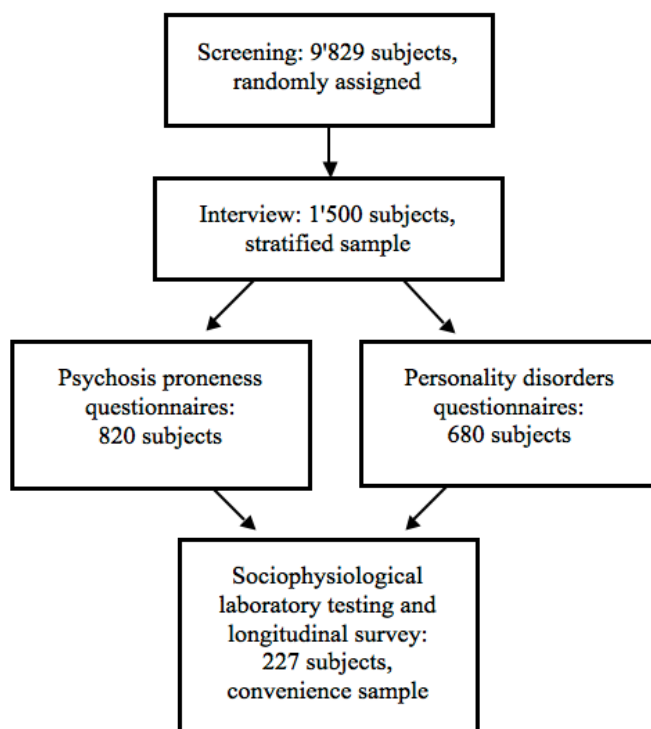 Screening: 9'829 subjects,
randomly assigned
Interview: 1'500 subjects,
stratified sample
Psychosis proneness
questionnaires:
820 subjects
Personality disorders
questionnaires:
680 subjects
Sociophysiological
laboratory testing and
longitudinal survey:
227 subjects,
convenience sample